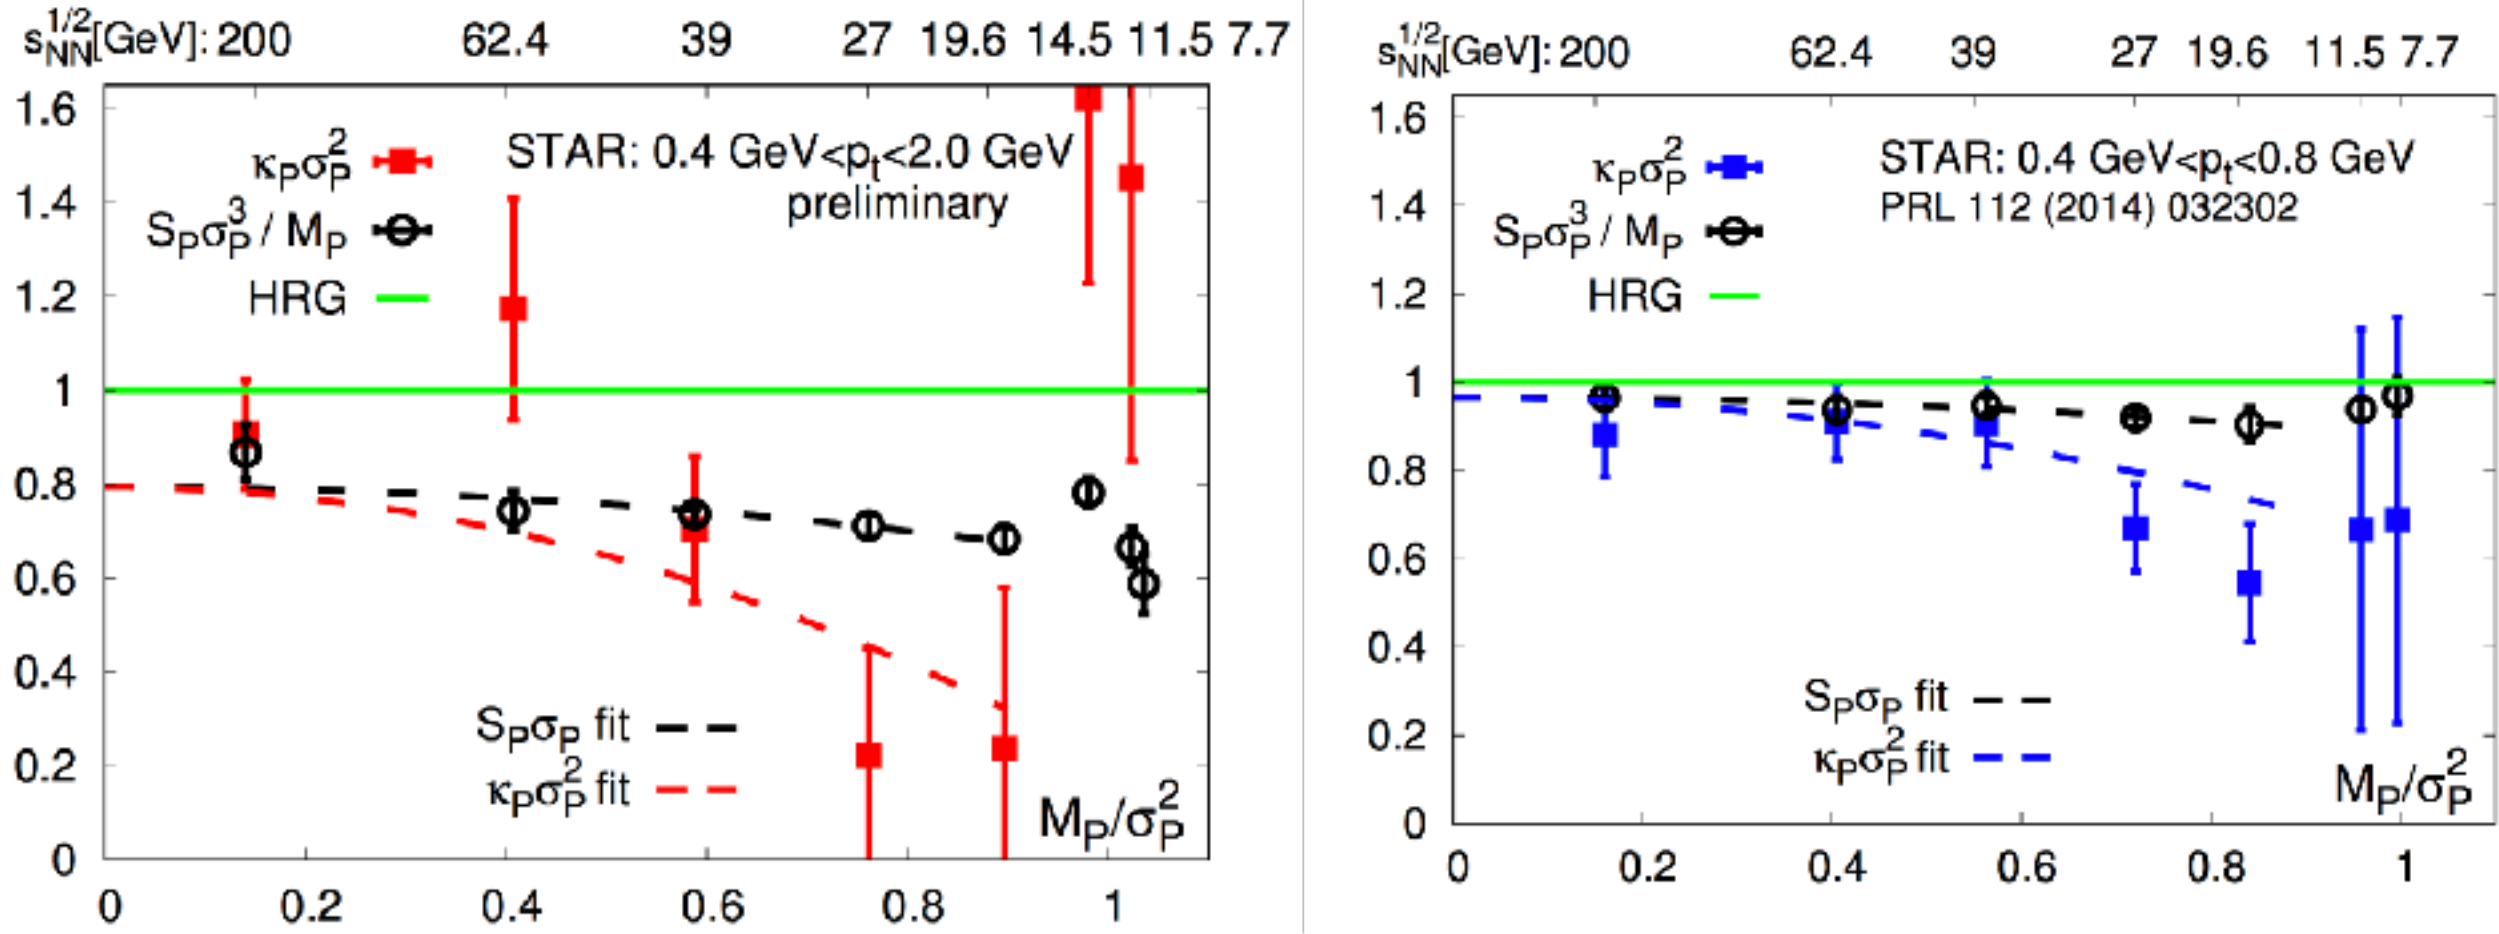 s_NN^1/2[GeV]: 200 62.4 39 27 19.6 14.5 11.5 7.7
1.6
1.4
1.2
1
0.8
0.6
0.4
0.2
0
κ_Pσ_P^2
S_Pσ_P^3 / M_P
HRG
STAR: 0.4 GeV<p_t<2.0 GeV
preliminary
S_Pσ_P fit
κ_Pσ_P^2 fit
M_P/σ_P^2
0 0.2 0.4 0.6 0.8 1
s_NN^1/2[GeV]: 200 62.4 39 27 19.6 11.5 7.7
1.6
1.4
1.2
1
0.8
0.6
0.4
0.2
0
κ_Pσ_P^2
S_Pσ_P^3 / M_P
HRG
STAR: 0.4 GeV<p_t<0.8 GeV
PRL 112 (2014) 032302
S_Pσ_P fit
κ_Pσ_P^2 fit
M_P/σ_P^2
0 0.2 0.4 0.6 0.8 1